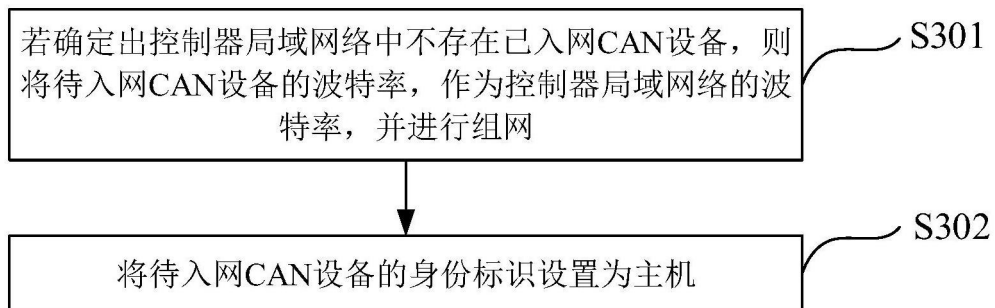 若确定出控制器局域网络中不存在已入网CAN设备，则
将待入网CAN设备的波特率，作为控制器局域网络的波
特率，并进行组网
S301
将待入网CAN设备的身份标识设置为主机
S302